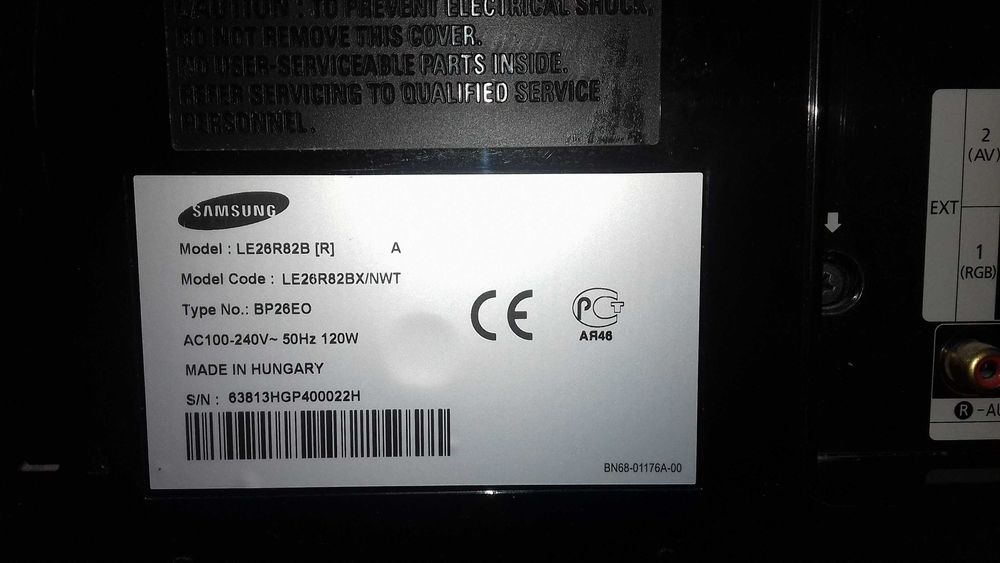 CAUTION : TO PREVENT ELECTRICAL SHOCK,
DO NOT REMOVE THIS COVER.
NO USER-SERVICEABLE PARTS INSIDE.
REFER SERVICING TO QUALIFIED SERVICE
PERSONNEL.
SAMSUNG
Model : LE26R82B [R] A
Model Code : LE26R82BX/NWT
Type No.: BP26EO
AC100-240V~ 50Hz 120W
MADE IN HUNGARY
S/N : 63813HGP400022H
CE
РСТ
АЯ46
BN68-01176A-00
2
(AV)
EXT
1
(RGB)
R-AU